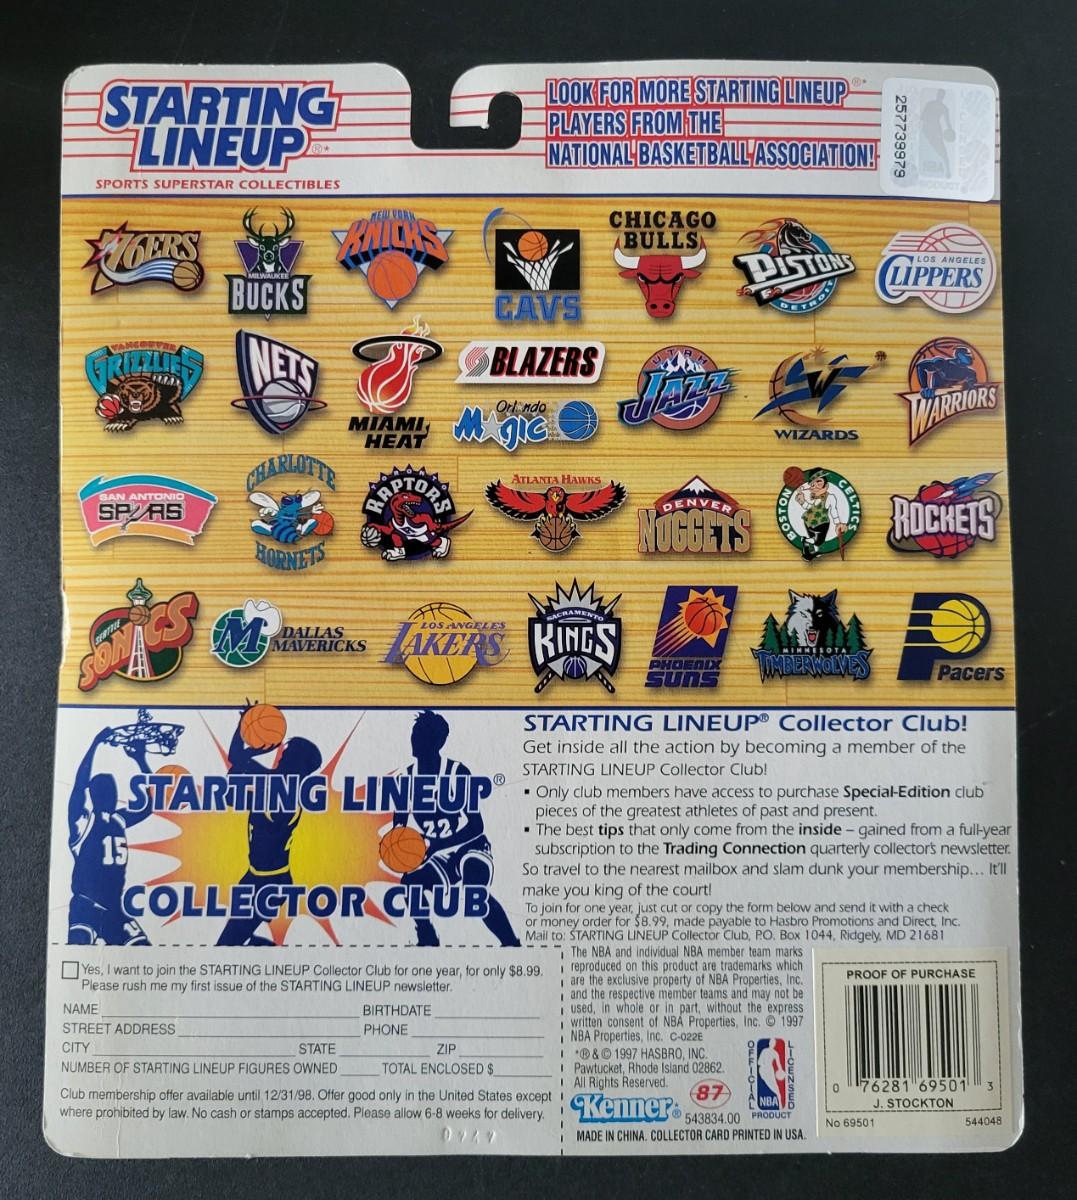 STARTING
LINEUP®*
SPORTS SUPERSTAR COLLECTIBLES
LOOK FOR MORE STARTING LINEUP®*
PLAYERS FROM THE
NATIONAL BASKETBALL ASSOCIATION!
257739979
76ERS
MILWAUKEE
BUCKS
NEW YORK
KNICKS
CAVS
CHICAGO
BULLS
PISTONS
DETROIT
LOS ANGELES
CLIPPERS
VANCOUVER
GRIZZLIES
NETS
MIAMI
HEAT
BLAZERS
Orlando
Magic
UTAH
JAZZ
W
WIZARDS
WARRIORS
SAN ANTONIO
SPURS
CHARLOTTE
HORNETS
TORONTO
RAPTORS
ATLANTA HAWKS
DENVER
NUGGETS
BOSTON
CELTICS
ROCKETS
SEATTLE
SONICS
M
DALLAS
MAVERICKS
LOS ANGELES
LAKERS
SACRAMENTO
KINGS
PHOENIX
SUNS
MINNESOTA
TIMBERWOLVES
Pacers
STARTING LINEUP®
COLLECTOR CLUB
15
22
STARTING LINEUP® Collector Club!
Get inside all the action by becoming a member of the
STARTING LINEUP Collector Club!
▪ Only club members have access to purchase Special-Edition club
pieces of the greatest athletes of past and present.
▪ The best tips that only come from the inside – gained from a full-year
subscription to the Trading Connection quarterly collector's newsletter.
So travel to the nearest mailbox and slam dunk your membership... It'll
make you king of the court!
To join for one year, just cut or copy the form below and send it with a check
or money order for $8.99, made payable to Hasbro Promotions and Direct, Inc.
Mail to: STARTING LINEUP Collector Club, P.O. Box 1044, Ridgely, MD 21681
Yes, I want to join the STARTING LINEUP Collector Club for one year, for only $8.99.
Please rush me my first issue of the STARTING LINEUP newsletter.
NAME BIRTHDATE
STREET ADDRESS PHONE
CITY STATE ZIP
NUMBER OF STARTING LINEUP FIGURES OWNED TOTAL ENCLOSED $
Club membership offer available until 12/31/98. Offer good only in the United States except
where prohibited by law. No cash or stamps accepted. Please allow 6-8 weeks for delivery.
The NBA and individual NBA member team marks
reproduced on this product are trademarks which
are the exclusive property of NBA Properties, Inc.
and the respective member teams and may not be
used, in whole or in part, without the express
written consent of NBA Properties, Inc. © 1997
NBA Properties, Inc. C-022E
*® & © 1997 HASBRO, INC.
Pawtucket, Rhode Island 02862.
All Rights Reserved.
Kenner®
87
543834.00
MADE IN CHINA. COLLECTOR CARD PRINTED IN USA.
OFFICIAL
LICENSED
NBA
PRODUCT
PROOF OF PURCHASE
0 76281 69501 3
J. STOCKTON
No 69501 544048